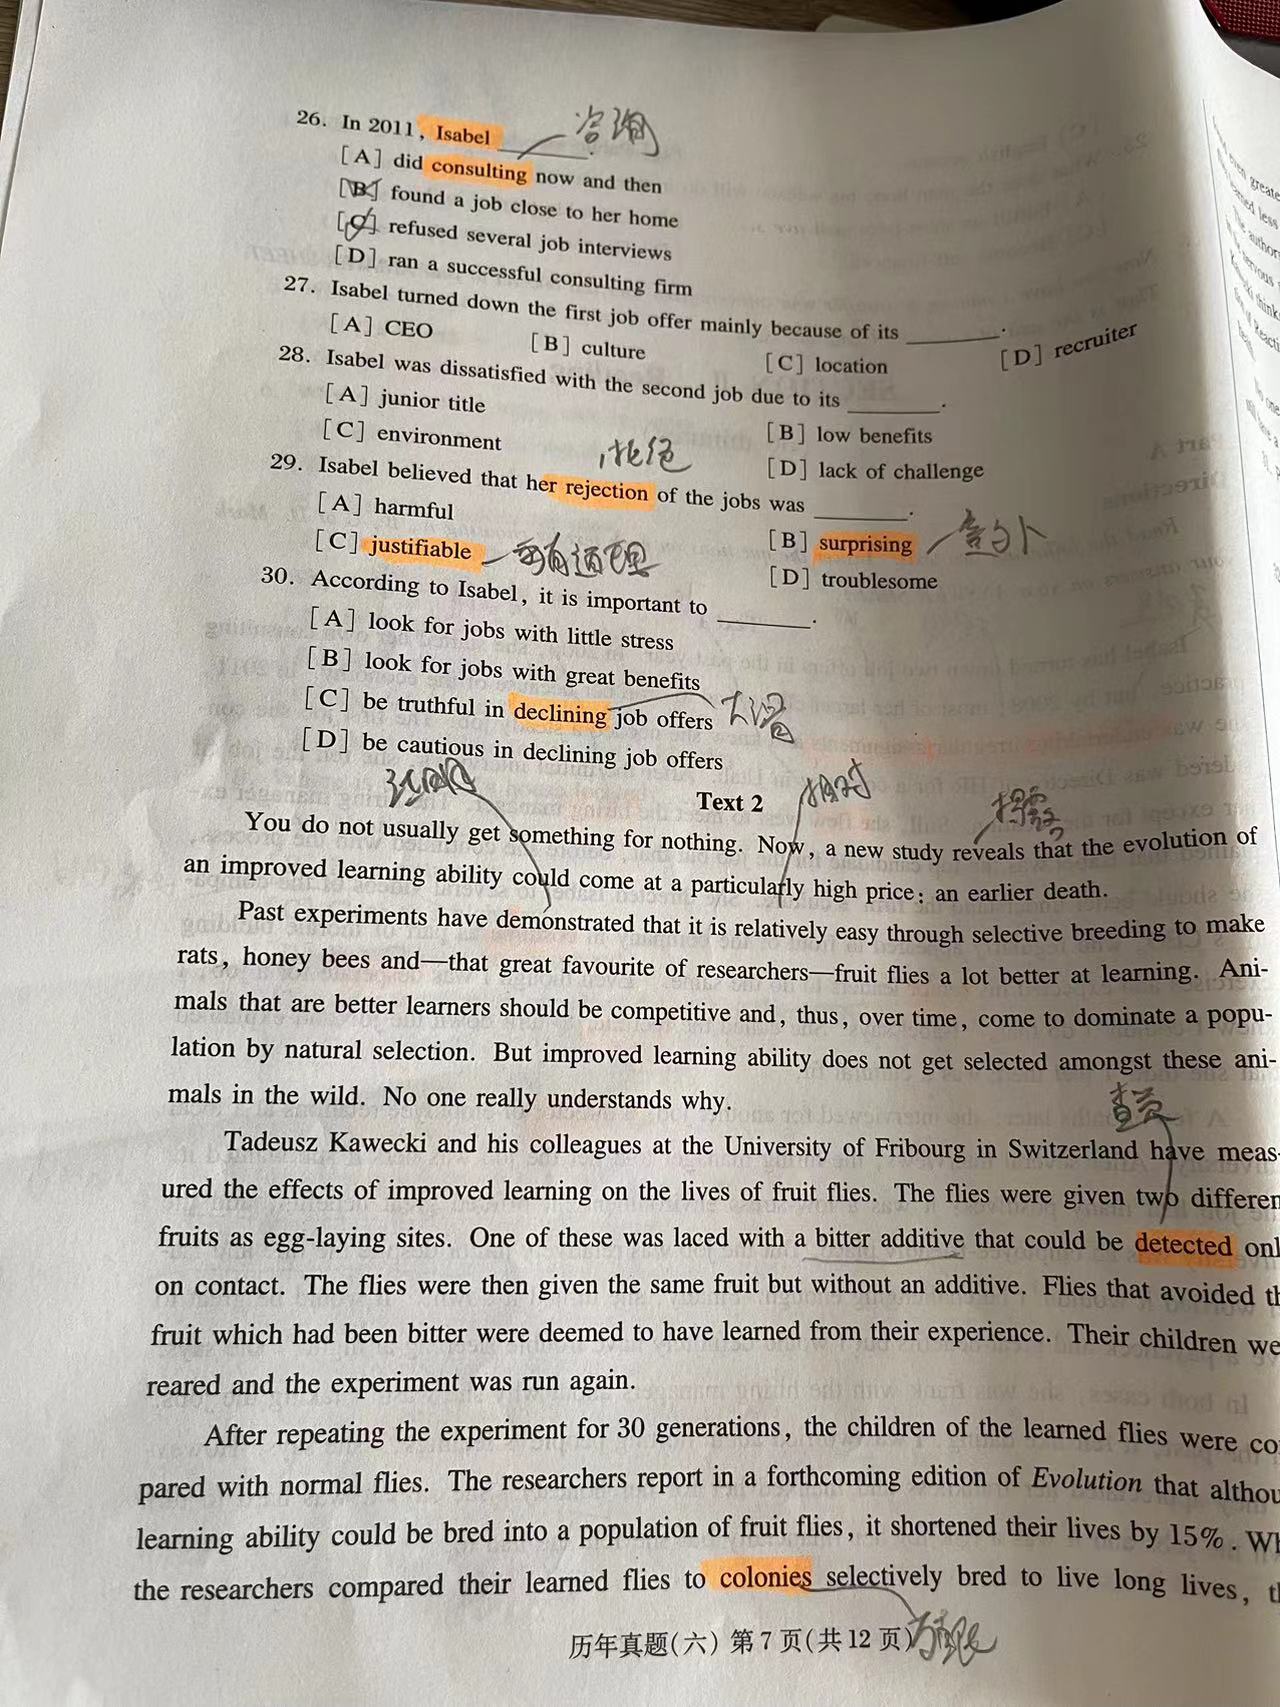 26. In 2011, Isabel ________.
咨询
[A] did consulting now and then
[B] found a job close to her home
[C] refused several job interviews
[D] ran a successful consulting firm
27. Isabel turned down the first job offer mainly because of its ________.
[A] CEO [B] culture [C] location [D] recruiter
28. Isabel was dissatisfied with the second job due to its ________.
[A] junior title [B] low benefits
[C] environment [D] lack of challenge
拒绝
29. Isabel believed that her rejection of the jobs was ________.
[A] harmful [B] surprising 意外
[C] justifiable 有道理 [D] troublesome
30. According to Isabel, it is important to ________.
[A] look for jobs with little stress
[B] look for jobs with great benefits
[C] be truthful in declining job offers
[D] be cautious in declining job offers
证明 相对
Text 2
You do not usually get something for nothing. Now, a new study reveals that the evolution of
an improved learning ability could come at a particularly high price: an earlier death.
Past experiments have demonstrated that it is relatively easy through selective breeding to make
rats, honey bees and—that great favourite of researchers—fruit flies a lot better at learning. Ani-
mals that are better learners should be competitive and, thus, over time, come to dominate a popu-
lation by natural selection. But improved learning ability does not get selected amongst these ani-
mals in the wild. No one really understands why.
查觉
Tadeusz Kawecki and his colleagues at the University of Fribourg in Switzerland have meas-
ured the effects of improved learning on the lives of fruit flies. The flies were given two differen
fruits as egg-laying sites. One of these was laced with a bitter additive that could be detected onl
on contact. The flies were then given the same fruit but without an additive. Flies that avoided th
fruit which had been bitter were deemed to have learned from their experience. Their children we
reared and the experiment was run again.
After repeating the experiment for 30 generations, the children of the learned flies were co
pared with normal flies. The researchers report in a forthcoming edition of Evolution that althou
learning ability could be bred into a population of fruit flies, it shortened their lives by 15%. Wh
the researchers compared their learned flies to colonies selectively bred to live long lives, th
历年真题(六) 第7页(共12页)